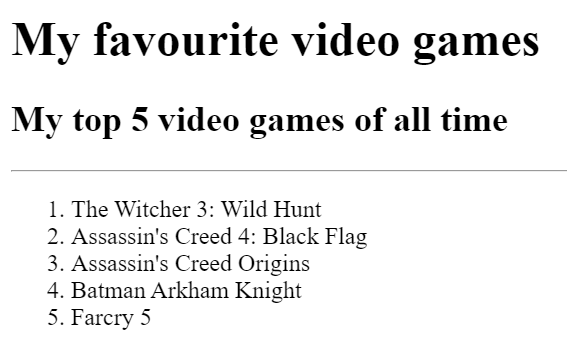 My favourite video games
My top 5 video games of all time
1. The Witcher 3: Wild Hunt
2. Assassin's Creed 4: Black Flag
3. Assassin's Creed Origins
4. Batman Arkham Knight
5. Farcry 5